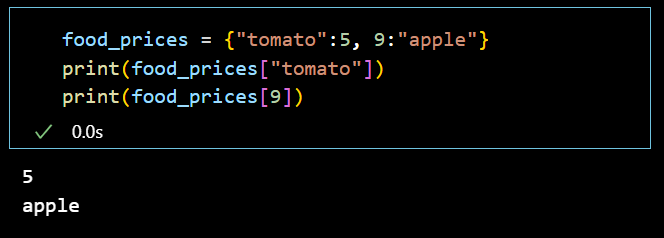 food_prices = {"tomato":5, 9:"apple"}
print(food_prices["tomato"])
print(food_prices[9])
0.0s
5
apple